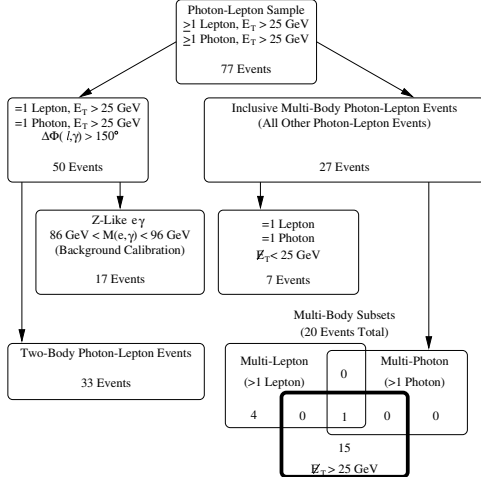 Photon-Lepton Sample
≥1 Lepton, E_T > 25 GeV
≥1 Photon, E_T > 25 GeV
77 Events
=1 Lepton, E_T > 25 GeV
=1 Photon, E_T > 25 GeV
ΔΦ( l,γ) > 150°
50 Events
Inclusive Multi-Body Photon-Lepton Events
(All Other Photon-Lepton Events)
27 Events
Z-Like eγ
86 GeV < M(e,γ) < 96 GeV
(Background Calibration)
17 Events
=1 Lepton
=1 Photon
E̸_T < 25 GeV
7 Events
Two-Body Photon-Lepton Events
33 Events
Multi-Body Subsets
(20 Events Total)
Multi-Lepton
(>1 Lepton)
0
Multi-Photon
(>1 Photon)
4 0 1 0 0
15
E̸_T > 25 GeV